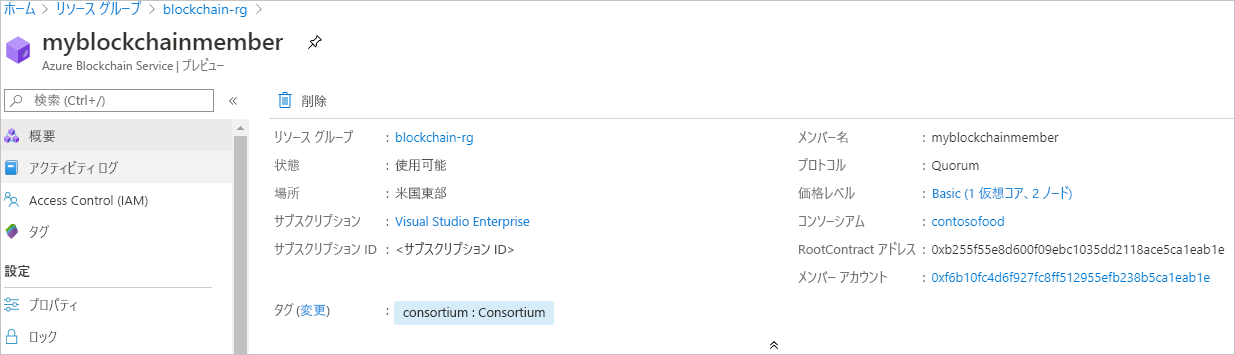 ホーム > リソース グループ > blockchain-rg >
myblockchainmember
Azure Blockchain Service | プレビュー
検索 (Ctrl+/)
«
削除
概要
アクティビティ ログ
Access Control (IAM)
タグ
設定
プロパティ
ロック
リソース グループ : blockchain-rg
状態 : 使用可能
場所 : 米国東部
サブスクリプション : Visual Studio Enterprise
サブスクリプション ID : <サブスクリプション ID>
タグ (変更) : consortium : Consortium
メンバー名 : myblockchainmember
プロトコル : Quorum
価格レベル : Basic (1 仮想コア、2 ノード)
コンソーシアム : contosofood
RootContract アドレス : 0xb255f55e8d600f09ebc1035dd2118ace5ca1eab1e
メンバー アカウント : 0xf6b10fc4d6f927fc8ff512955efb238b5ca1eab1e